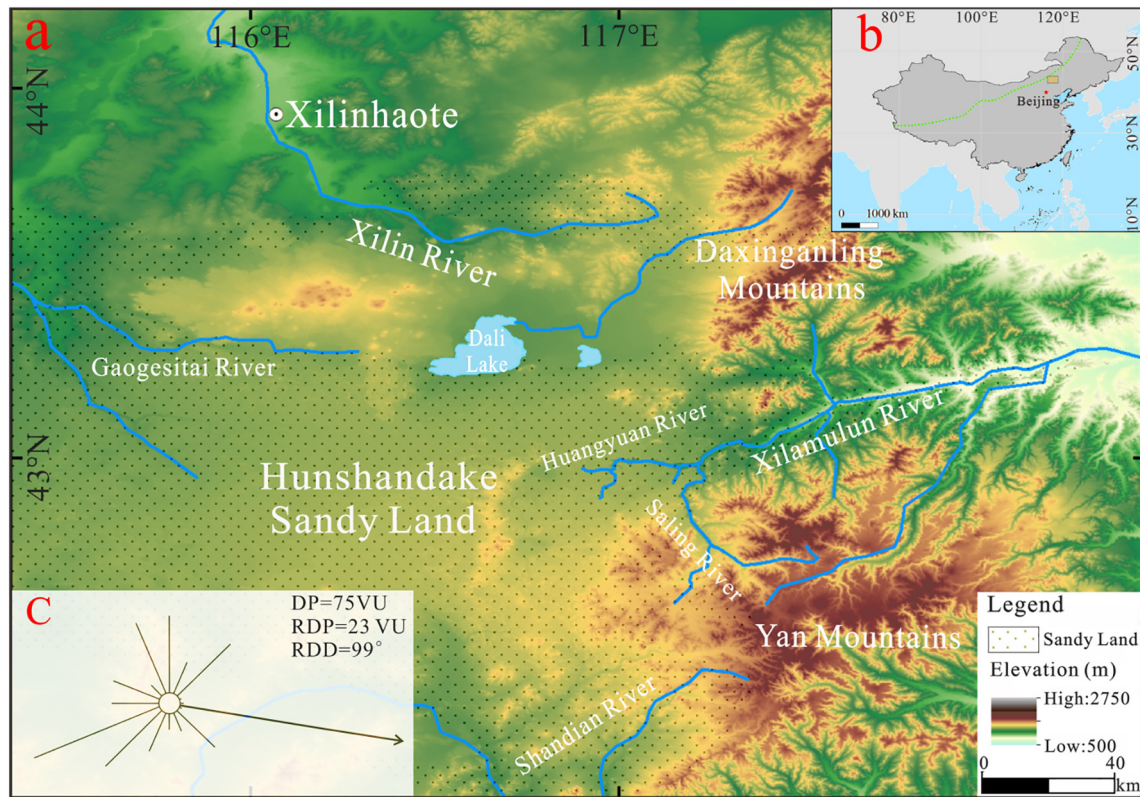 a
116°E
117°E
44°N
43°N
Xilinhaote
Xilin River
Daxinganling
Mountains
Dali
Lake
Gaogesitai River
Huangyuan River
Xilamulun River
Hunshandake
Sandy Land
Saling River
Yan Mountains
Shandian River
b
80°E
100°E
120°E
50°N
30°N
10°N
Beijing
0 1000 km
c
DP=75VU
RDP=23 VU
RDD=99°
Legend
Sandy Land
Elevation (m)
High:2750
Low:500
0 40
km